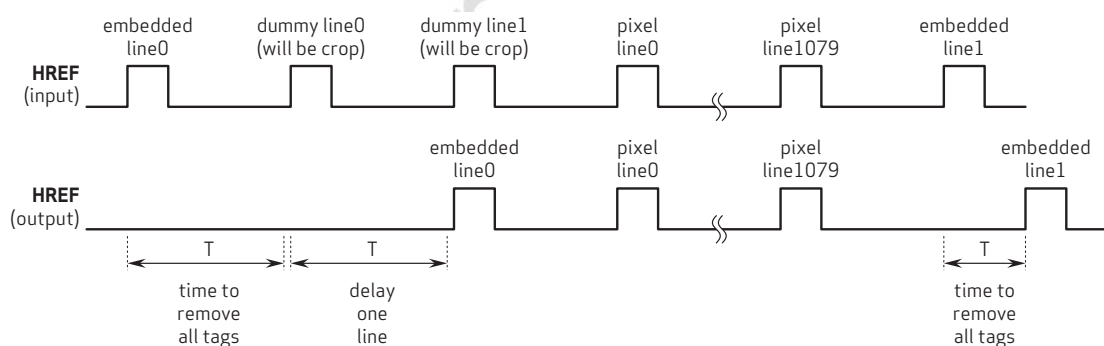 embedded
line0
dummy line0
(will be crop)
dummy line1
(will be crop)
pixel
line0
pixel
line1079
embedded
line1
HREF
(input)
embedded
line0
pixel
line0
pixel
line1079
embedded
line1
HREF
(output)
T
T
T
time to
remove
all tags
delay
one
line
time to
remove
all tags